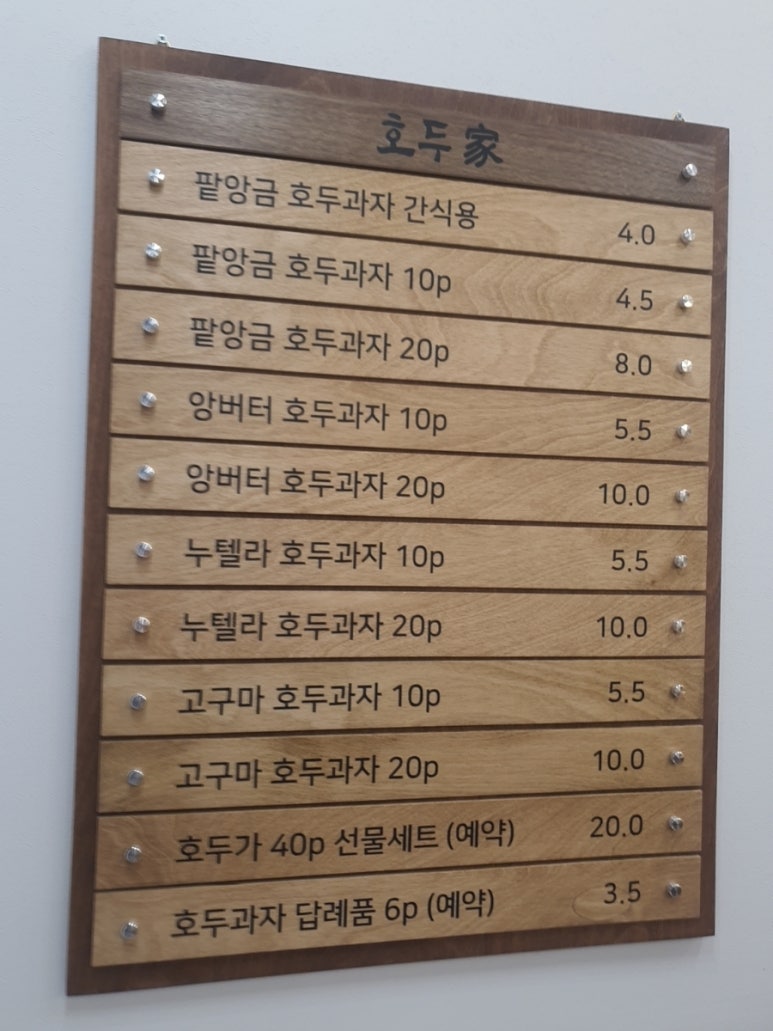 호두家
팥앙금 호두과자 간식용 4.0
팥앙금 호두과자 10p 4.5
팥앙금 호두과자 20p 8.0
앙버터 호두과자 10p 5.5
앙버터 호두과자 20p 10.0
누텔라 호두과자 10p 5.5
누텔라 호두과자 20p 10.0
고구마 호두과자 10p 5.5
고구마 호두과자 20p 10.0
호두가 40p 선물세트 (예약) 20.0
호두과자 답례품 6p (예약) 3.5